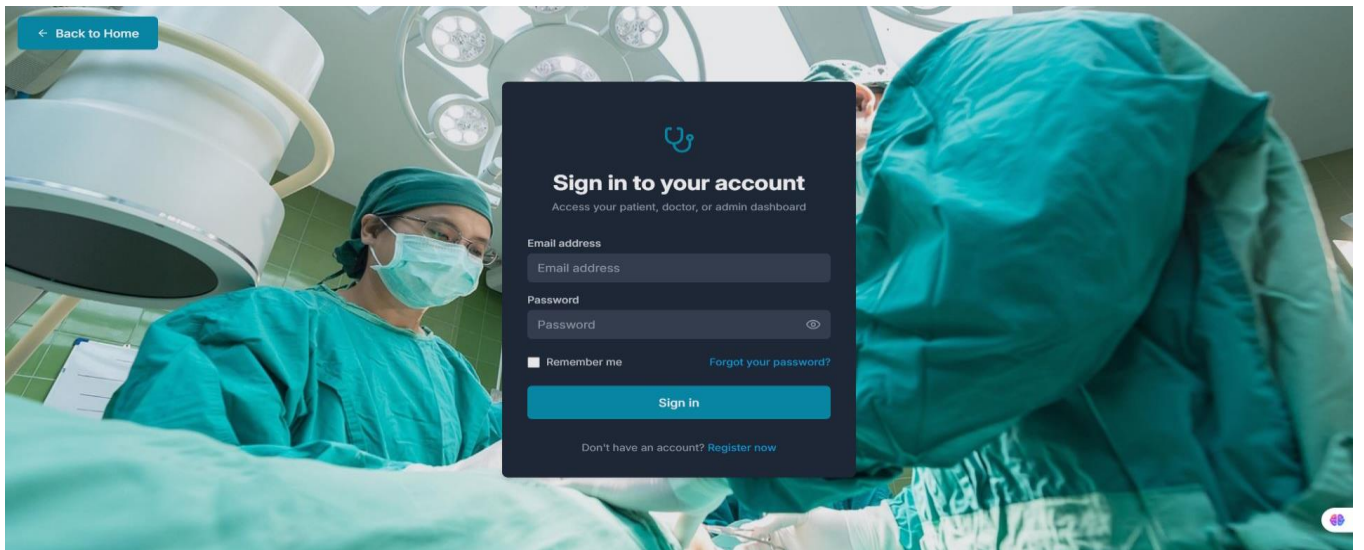 ← Back to Home
Sign in to your account
Access your patient, doctor, or admin dashboard
Email address
Email address
Password
Password
Remember me
Forgot your password?
Sign in
Don't have an account? Register now